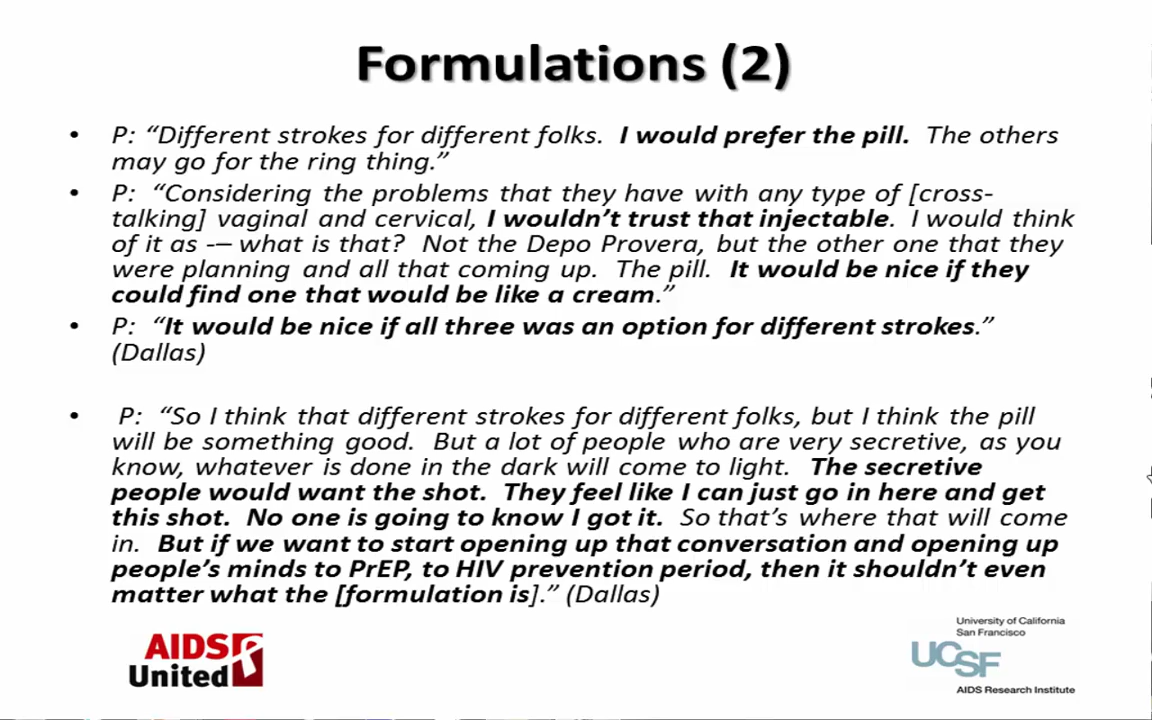 Formulations (2)
• P: “Different strokes for different folks. I would prefer the pill. The others
may go for the ring thing.”
• P: “Considering the problems that they have with any type of [cross-
talking] vaginal and cervical, I wouldn’t trust that injectable. I would think
of it as -– what is that? Not the Depo Provera, but the other one that they
were planning and all that coming up. The pill. It would be nice if they
could find one that would be like a cream.”
• P: “It would be nice if all three was an option for different strokes.”
(Dallas)
• P: “So I think that different strokes for different folks, but I think the pill
will be something good. But a lot of people who are very secretive, as you
know, whatever is done in the dark will come to light. The secretive
people would want the shot. They feel like I can just go in here and get
this shot. No one is going to know I got it. So that’s where that will come
in. But if we want to start opening up that conversation and opening up
people’s minds to PrEP, to HIV prevention period, then it shouldn’t even
matter what the [formulation is].” (Dallas)
AIDS
United
University of California
San Francisco
UCSF
AIDS Research Institute